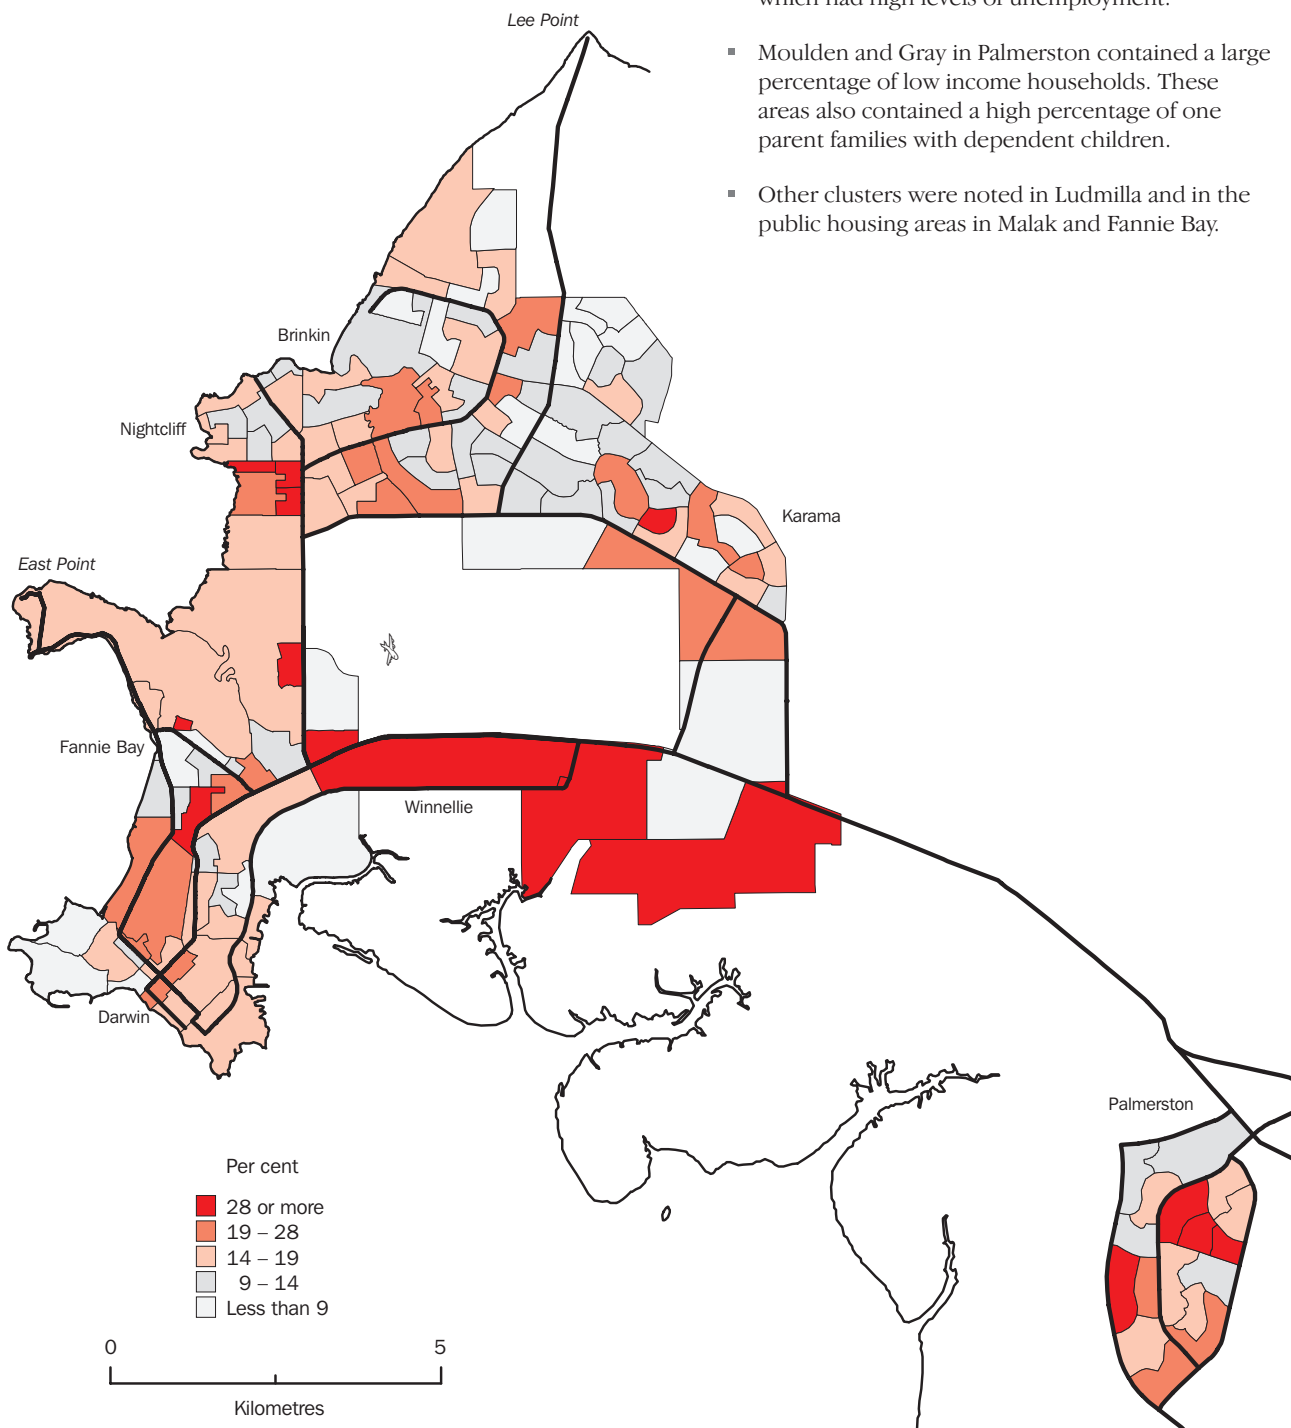 which had high levels of unemployment.
▪ Moulden and Gray in Palmerston contained a large
percentage of low income households. These
areas also contained a high percentage of one
parent families with dependent children.
▪ Other clusters were noted in Ludmilla and in the
public housing areas in Malak and Fannie Bay.
Lee Point
Brinkin
Nightcliff
Karama
East Point
Fannie Bay
Winnellie
Darwin
Palmerston
Per cent
28 or more
19 – 28
14 – 19
9 – 14
Less than 9
0 5
Kilometres